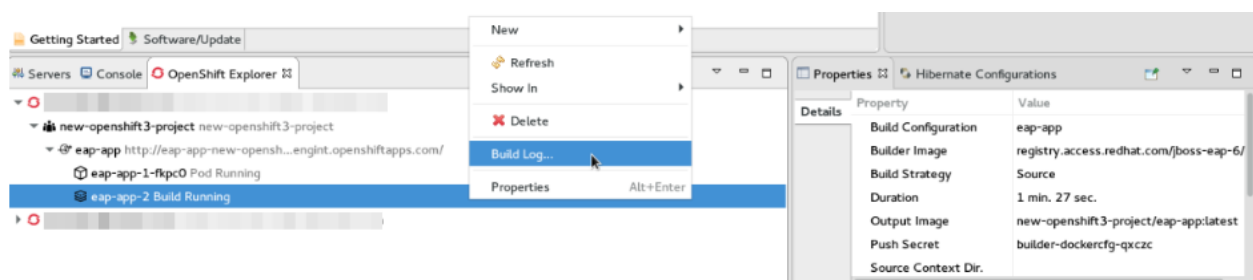 Getting Started Software/Update
Servers Console OpenShift Explorer
new-openshift3-project new-openshift3-project
eap-app http://eap-app-new-opensh...engint.openshiftapps.com/
eap-app-1-fkpc0 Pod Running
eap-app-2 Build Running
New
Refresh
Show In
Delete
Build Log...
Properties Alt+Enter
Properties Hibernate Configurations
Details
Property Value
Build Configuration eap-app
Builder Image registry.access.redhat.com/jboss-eap-6/
Build Strategy Source
Duration 1 min. 27 sec.
Output Image new-openshift3-project/eap-app:latest
Push Secret builder-dockercfg-qxczc
Source Context Dir.